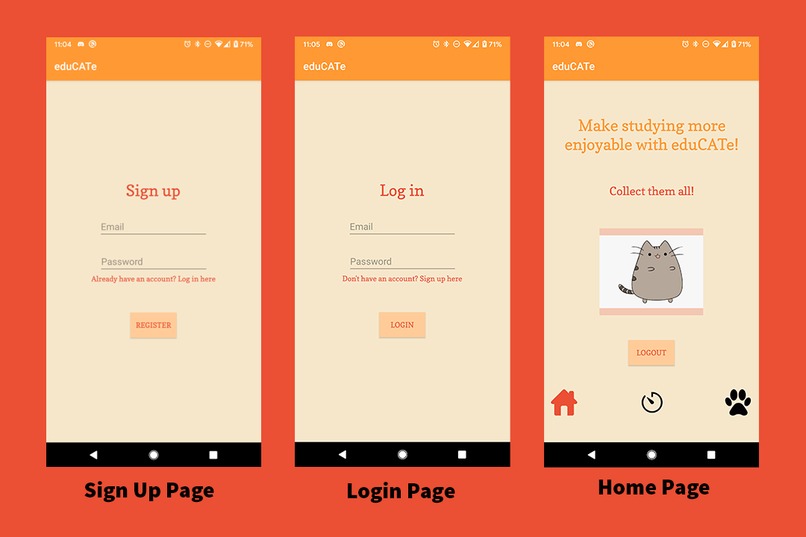 11:04
71%
eduCATe
Sign up
Email
Password
Already have an account? Log in here
REGISTER
Sign Up Page
11:05
71%
eduCATe
Log in
Email
Password
Don't have an account? Sign up here
LOGIN
Login Page
11:04
71%
eduCATe
Make studying more
enjoyable with eduCATe!
Collect them all!
LOGOUT
Home Page